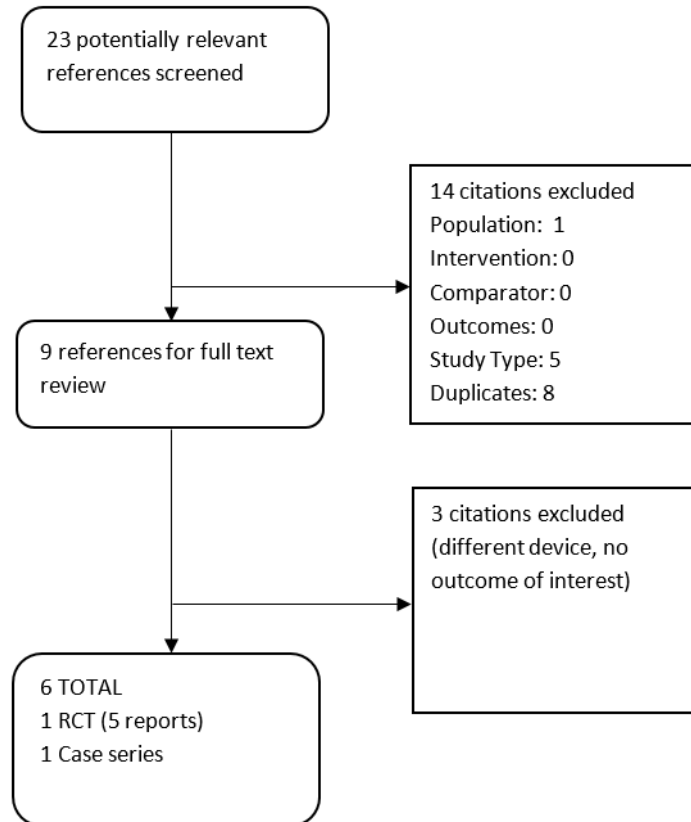 23 potentially relevant
references screened
14 citations excluded
Population: 1
Intervention: 0
Comparator: 0
Outcomes: 0
Study Type: 5
Duplicates: 8
9 references for full text
review
3 citations excluded
(different device, no
outcome of interest)
6 TOTAL
1 RCT (5 reports)
1 Case series